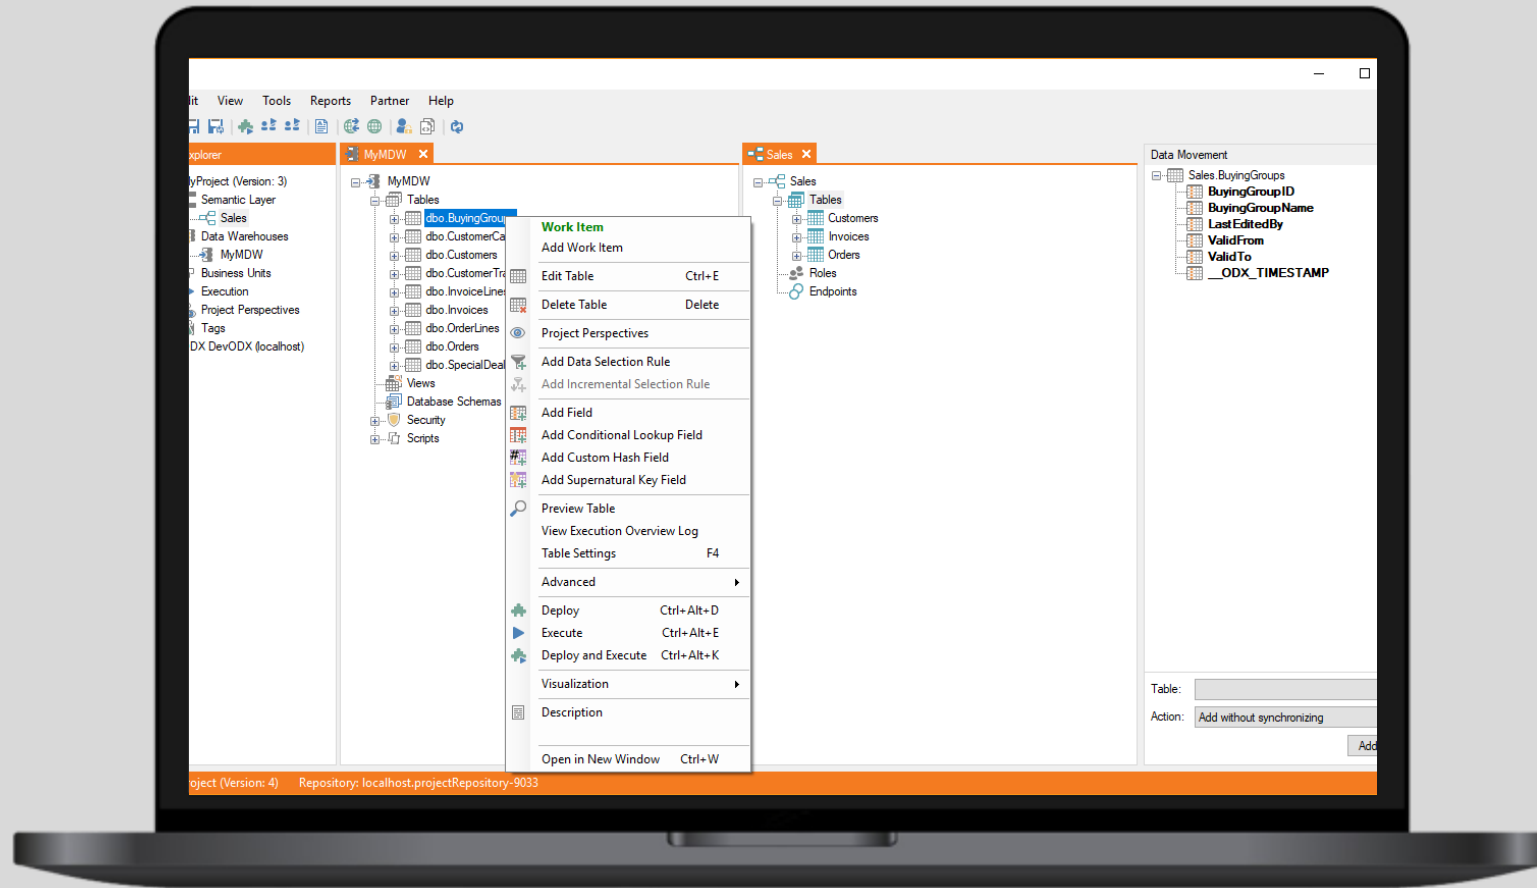 lit View Tools Reports Partner Help
xplorer
MyMDW
Sales
Data Movement
yProject (Version: 3)
Semantic Layer
Sales
Data Warehouses
MyMDW
Business Units
Execution
Project Perspectives
Tags
DX DevODX (localhost)
MyMDW
Tables
dbo.BuyingGroup
dbo.CustomerCa
dbo.Customers
dbo.CustomerTra
dbo.InvoiceLines
dbo.Invoices
dbo.OrderLines
dbo.Orders
dbo.SpecialDeal
Views
Database Schemas
Security
Scripts
Work Item
Add Work Item
Edit Table Ctrl+E
Delete Table Delete
Project Perspectives
Add Data Selection Rule
Add Incremental Selection Rule
Add Field
Add Conditional Lookup Field
Add Custom Hash Field
Add Supernatural Key Field
Preview Table
View Execution Overview Log
Table Settings F4
Advanced
Deploy Ctrl+Alt+D
Execute Ctrl+Alt+E
Deploy and Execute Ctrl+Alt+K
Visualization
Description
Open in New Window Ctrl+W
Sales
Tables
Customers
Invoices
Orders
Roles
Endpoints
Sales.BuyingGroups
BuyingGroupID
BuyingGroupName
LastEditedBy
ValidFrom
ValidTo
__ODX_TIMESTAMP
Table:
Action: Add without synchronizing
Add
oject (Version: 4) Repository: localhost.projectRepository-9033